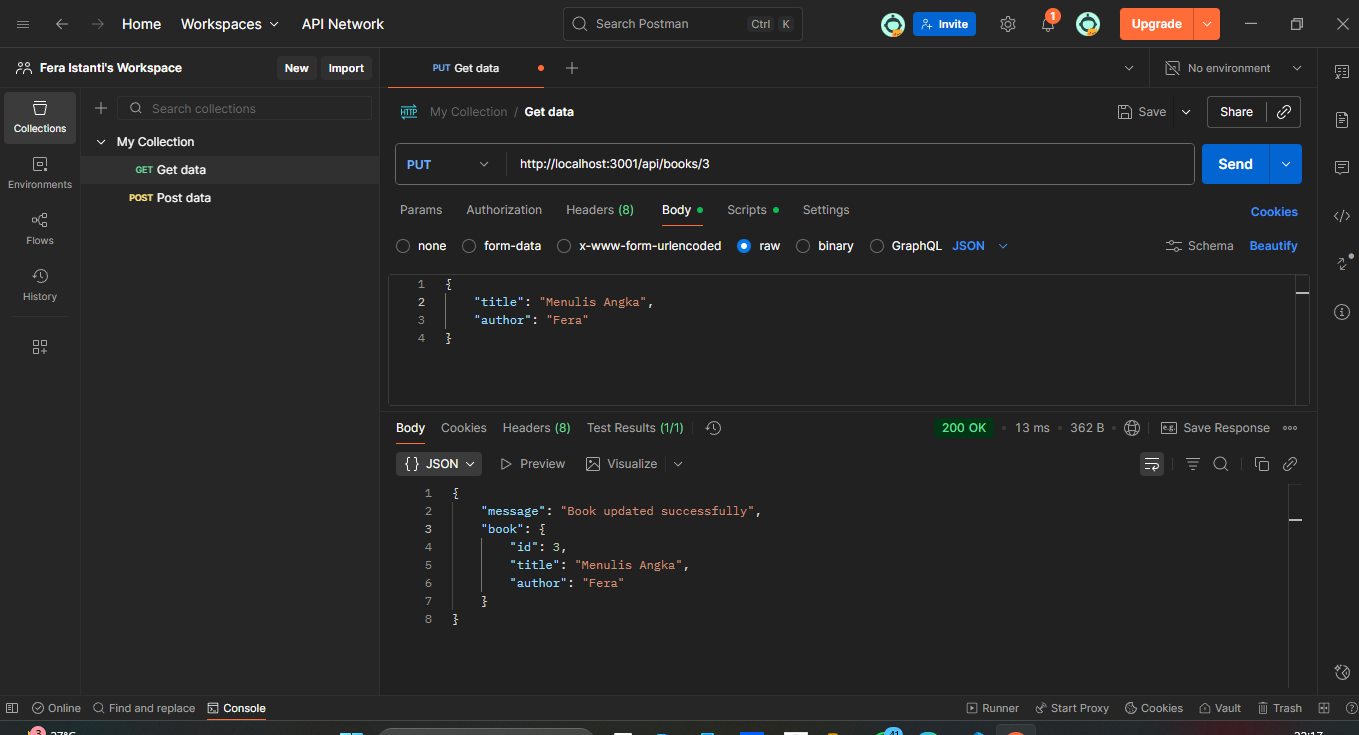 Home Workspaces API Network Search Postman Ctrl K Invite 1 Upgrade
Fera Istanti's Workspace New Import PUT Get data No environment
Search collections
Collections
My Collection
GET Get data
POST Post data
Environments
Flows
History
HTTP My Collection / Get data Save Share
PUT http://localhost:3001/api/books/3 Send
Params Authorization Headers (8) Body Scripts Settings Cookies
none form-data x-www-form-urlencoded raw binary GraphQL JSON Schema Beautify
1 {
2 "title": "Menulis Angka",
3 "author": "Fera"
4 }
Body Cookies Headers (8) Test Results (1/1) 200 OK 13 ms 362 B e.g. Save Response
{} JSON Preview Visualize
1 {
2 "message": "Book updated successfully",
3 "book": {
4 "id": 3,
5 "title": "Menulis Angka",
6 "author": "Fera"
7 }
8 }
Online Find and replace Console Runner Start Proxy Cookies Vault Trash
3 27°C 41 22:17